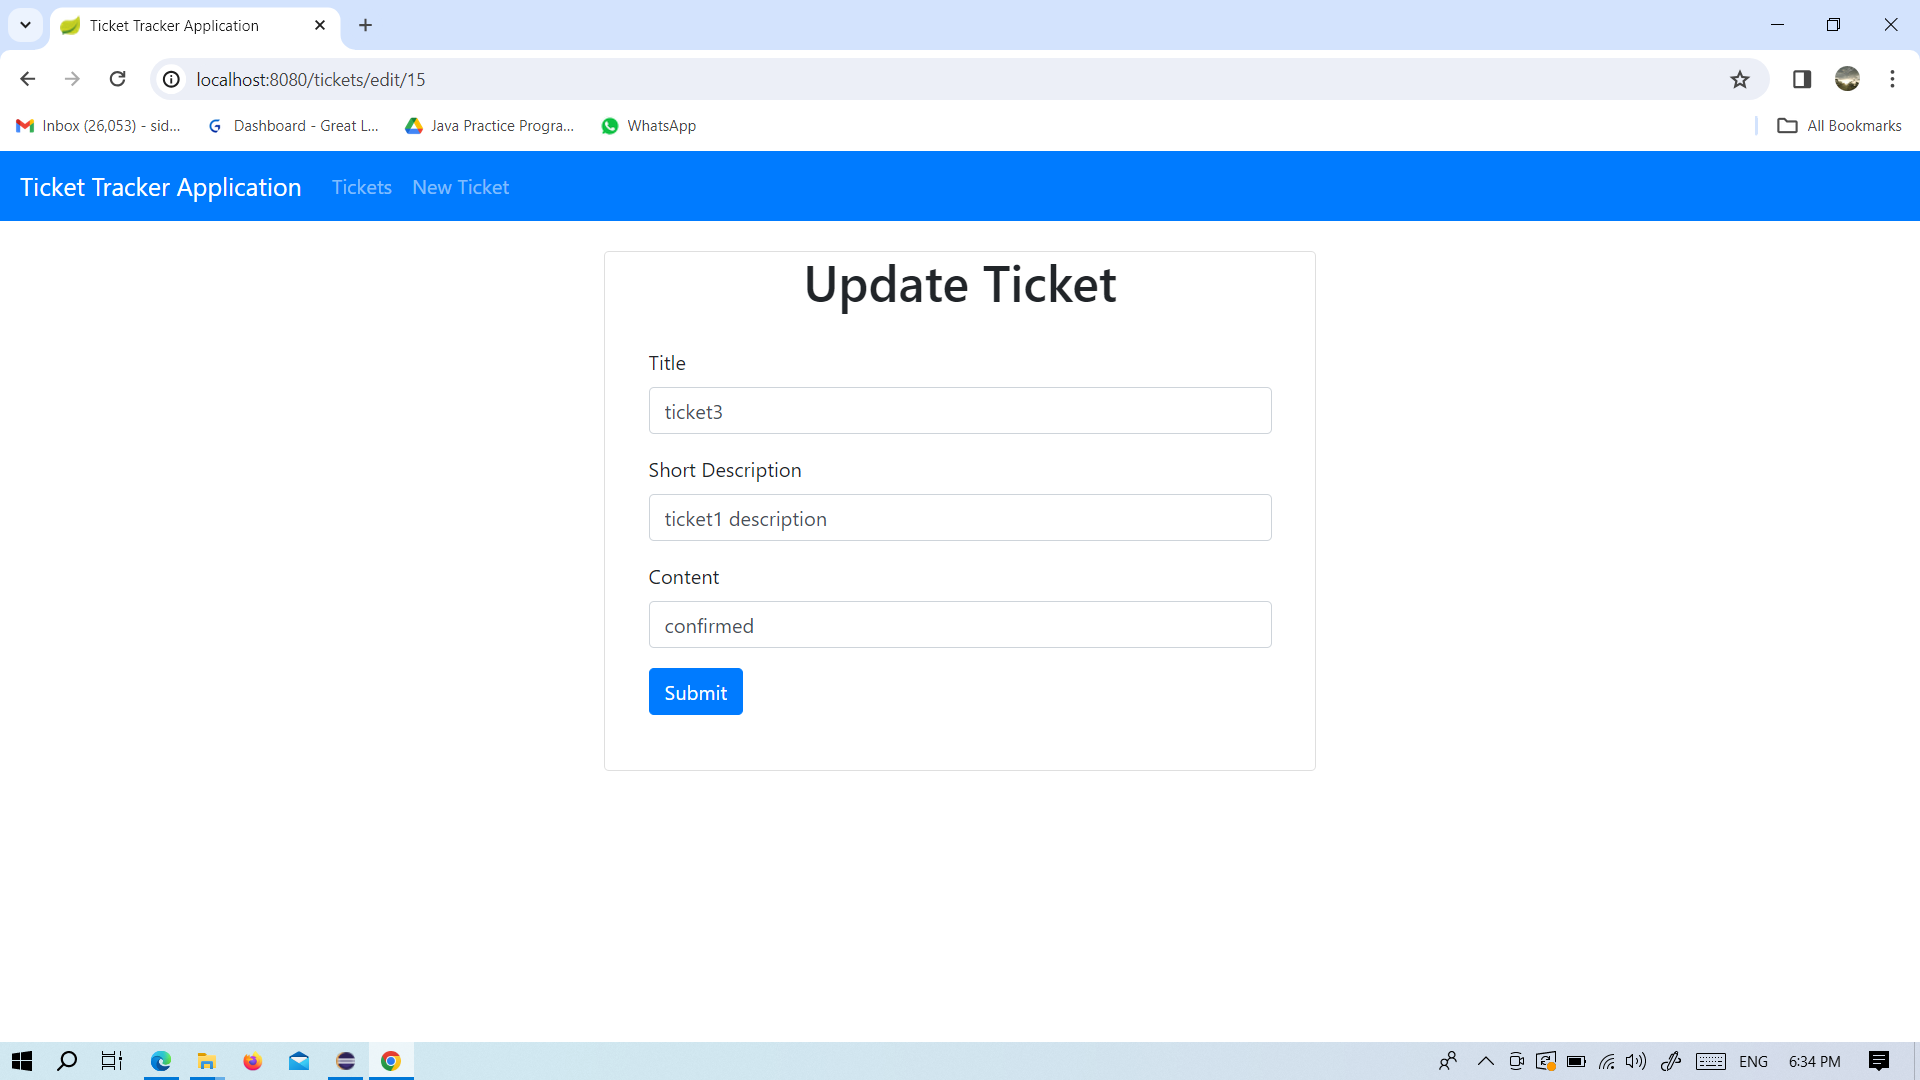 Ticket Tracker Application
localhost:8080/tickets/edit/15
Inbox (26,053) - sid...
Dashboard - Great L...
Java Practice Progra...
WhatsApp
All Bookmarks
Ticket Tracker Application
Tickets
New Ticket
Update Ticket
Title
ticket3
Short Description
ticket1 description
Content
confirmed
Submit
ENG
6:34 PM